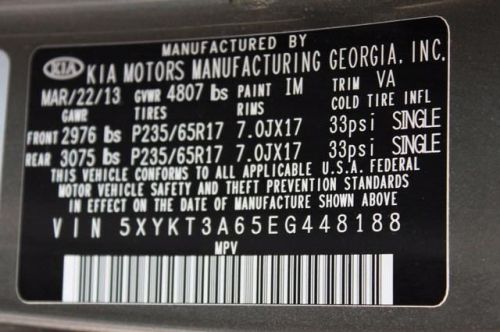 MANUFACTURED BY
KIA KIA MOTORS MANUFACTURING GEORGIA, INC.
MAR/22/13 GVWR 4807 lbs PAINT IM TRIM VA
GAWR TIRES RIMS COLD TIRE INFL
FRONT 2976 lbs P235/65R17 7.0JX17 33psi SINGLE
REAR 3075 lbs P235/65R17 7.0JX17 33psi SINGLE
THIS VEHICLE CONFORMS TO ALL APPLICABLE U.S.A. FEDERAL
MOTOR VEHICLE SAFETY AND THEFT PREVENTION STANDARDS
IN EFFECT ON THE DATE OF MANUFACTURE SHOWN ABOVE
VIN 5XYKT3A65EG448188
MPV